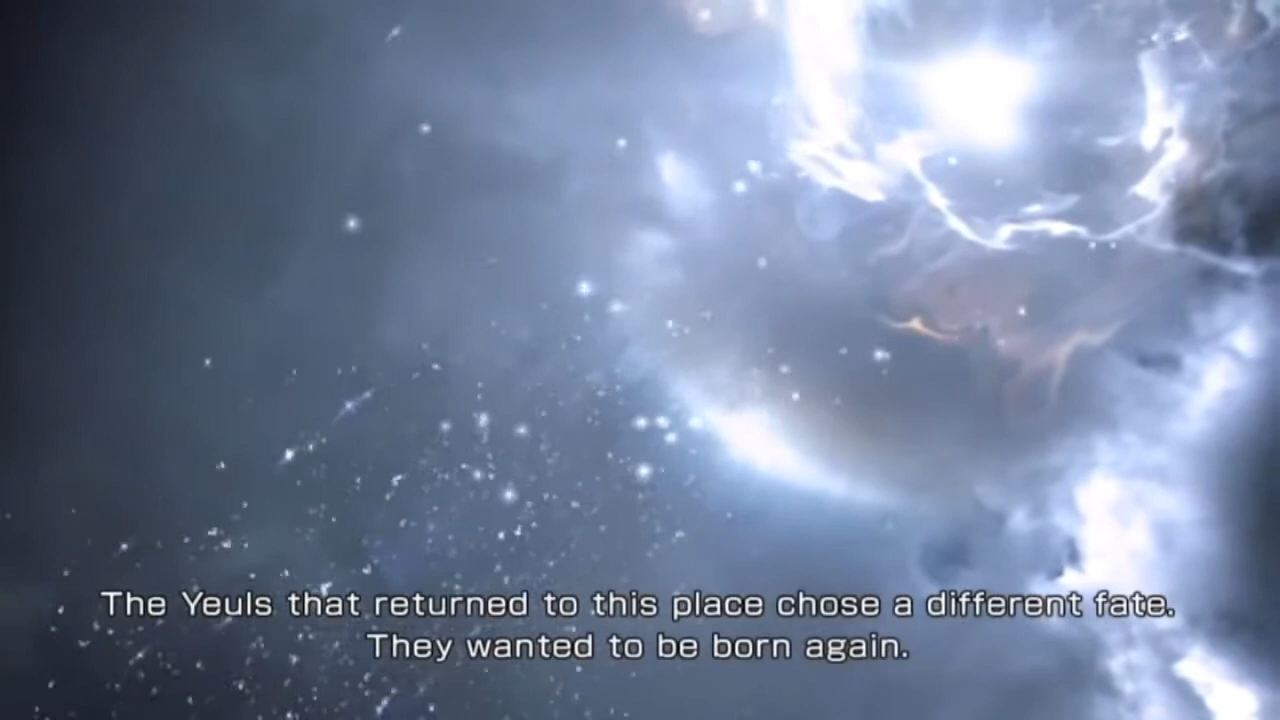 The Yeuls that returned to this place chose a different fate.
They wanted to be born again.